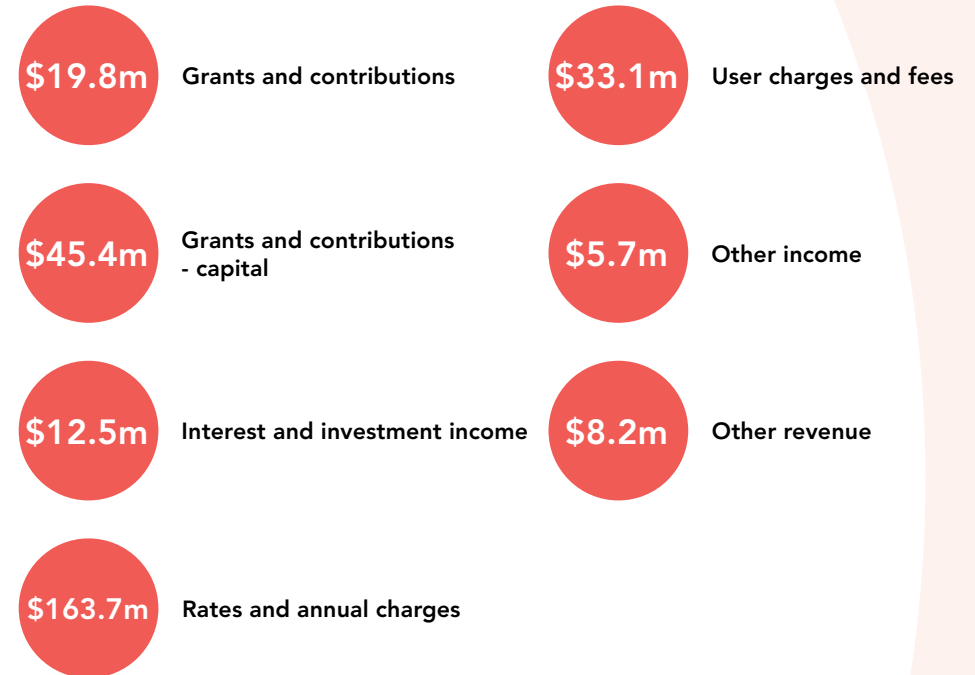 $19.8m
Grants and contributions
$45.4m
Grants and contributions
- capital
$12.5m
Interest and investment income
$163.7m
Rates and annual charges
$33.1m
User charges and fees
$5.7m
Other income
$8.2m
Other revenue